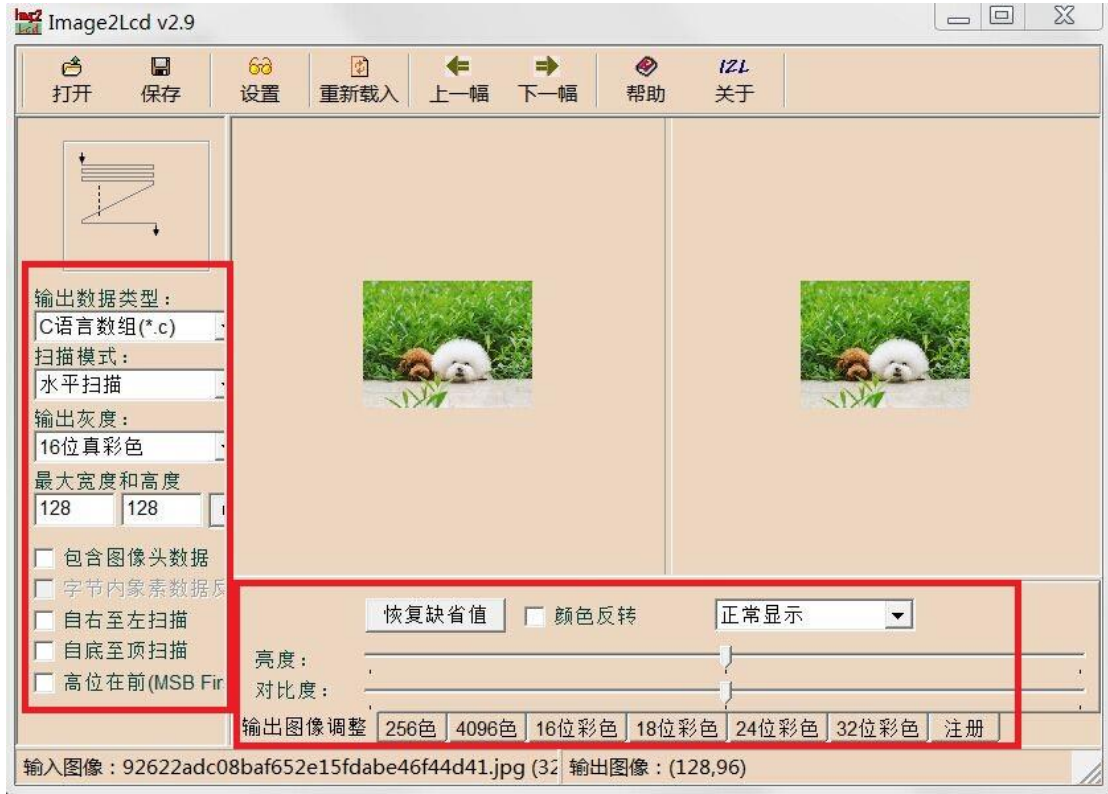 Img2 Lcd Image2Lcd v2.9
打开 保存 设置 重新载入 上一幅 下一幅 帮助 I2L 关于
输出数据类型：
C语言数组(*.c)
扫描模式：
水平扫描
输出灰度：
16位真彩色
最大宽度和高度
128 128
包含图像头数据
字节内象素数据反
自右至左扫描
自底至顶扫描
高位在前(MSB Fir
恢复缺省值 颜色反转 正常显示
亮度：
对比度：
输出图像调整 256色 4096色 16位彩色 18位彩色 24位彩色 32位彩色 注册
输入图像：92622adc08baf652e15fdabe46f44d41.jpg (32 输出图像：(128,96)